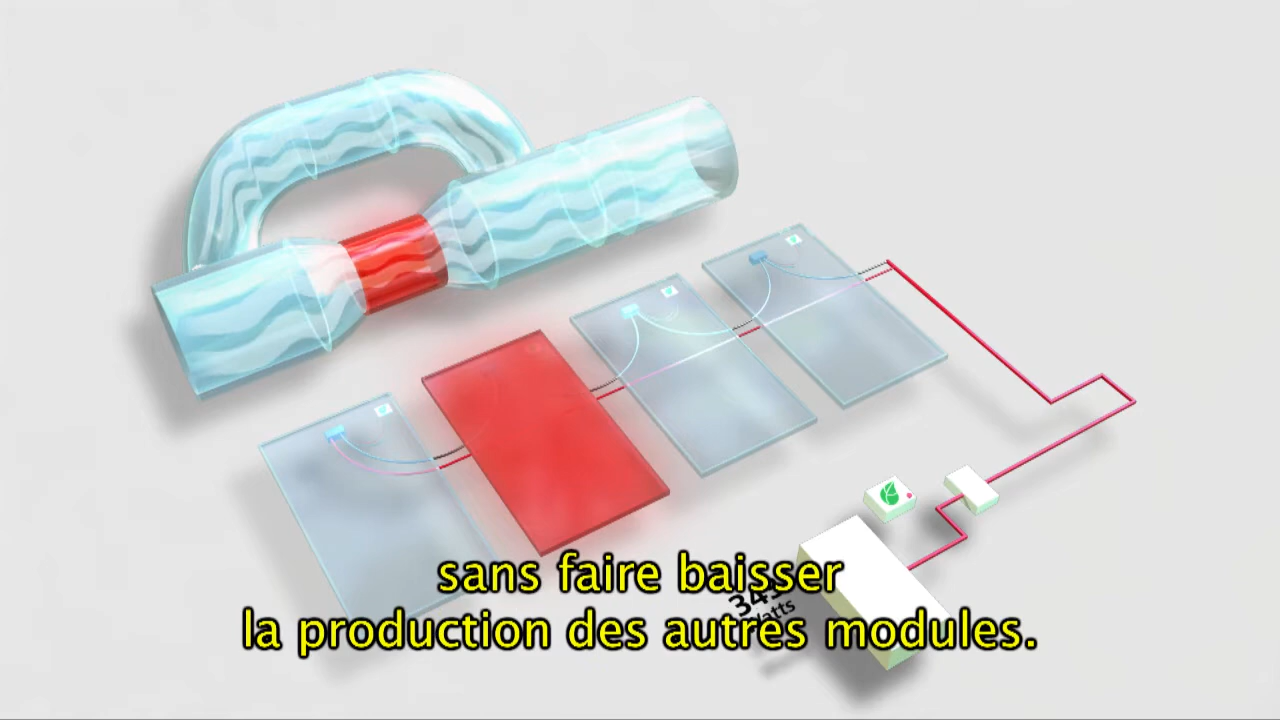 sans faire baisser
la production des autres modules.